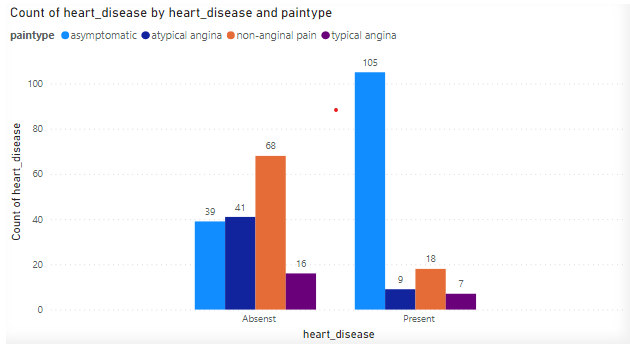 Count of heart_disease by heart_disease and paintype
paintype asymptomatic atypical angina non-anginal pain typical angina
Count of heart_disease
100
80
60
40
20
0
39
41
68
16
105
9
18
7
Absenst
Present
heart_disease